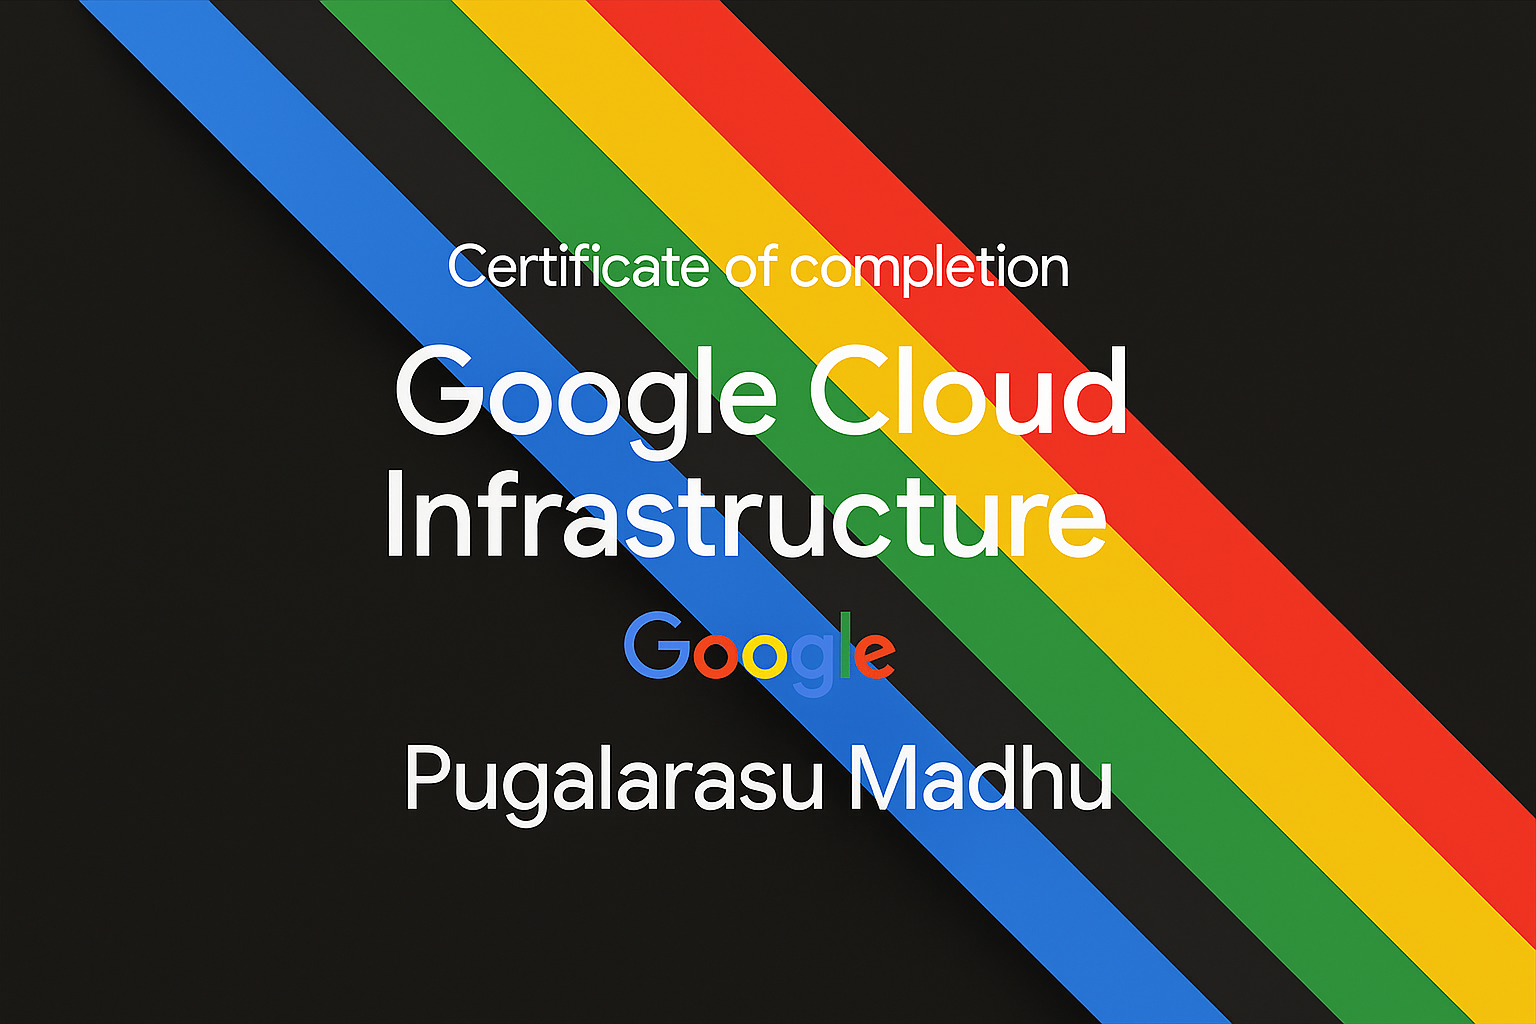 Certificate of completion
Google Cloud
Infrastructure
Google
Pugalarasu Madhu